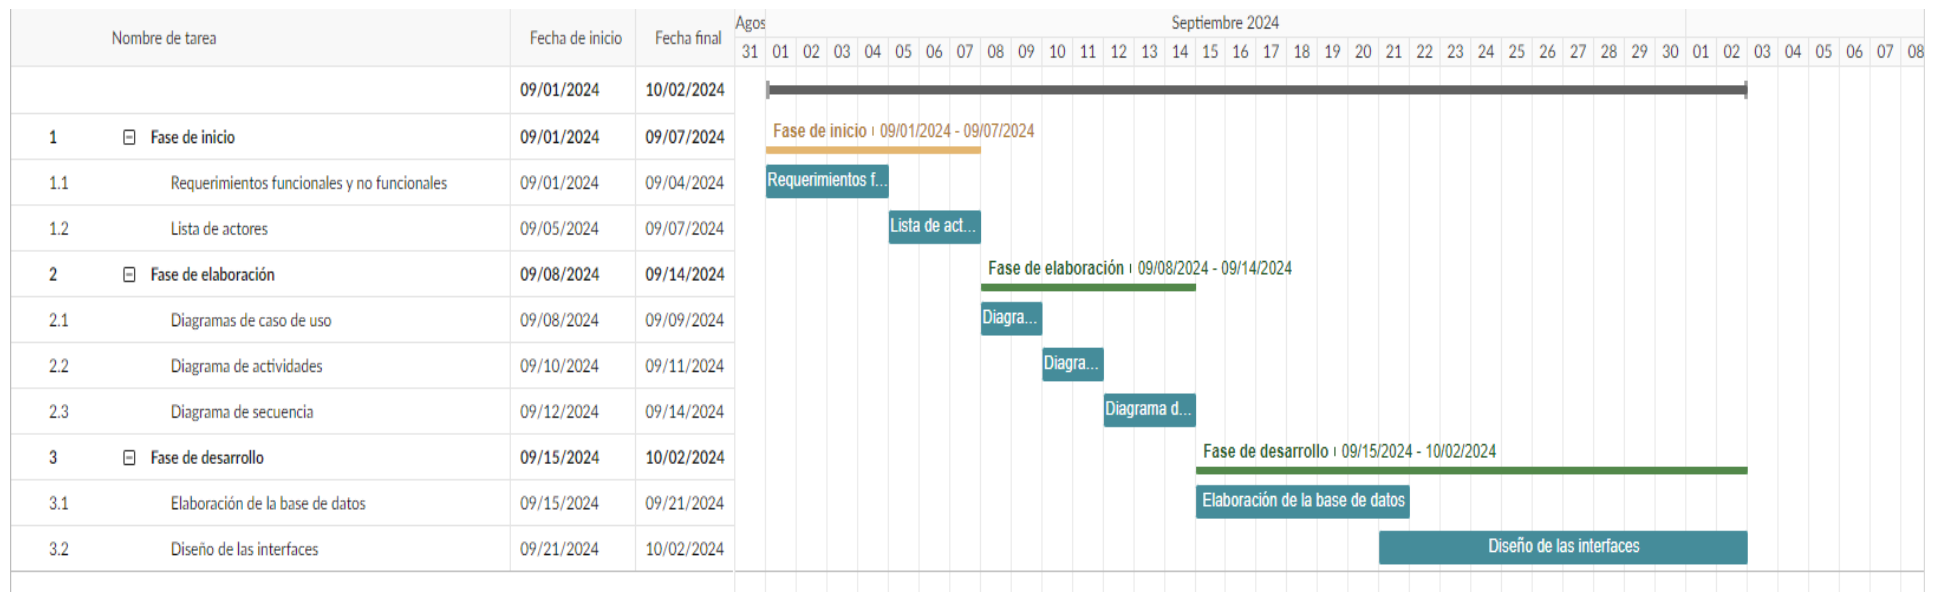 Agos Septiembre 2024
Nombre de tarea Fecha de inicio Fecha final
31 01 02 03 04 05 06 07 08 09 10 11 12 13 14 15 16 17 18 19 20 21 22 23 24 25 26 27 28 29 30 01 02 03 04 05 06 07 08
09/01/2024 10/02/2024
1 Fase de inicio 09/01/2024 09/07/2024 Fase de inicio 09/01/2024 - 09/07/2024
1.1 Requerimientos funcionales y no funcionales 09/01/2024 09/04/2024 Requerimientos f...
1.2 Lista de actores 09/05/2024 09/07/2024 Lista de act...
2 Fase de elaboración 09/08/2024 09/14/2024 Fase de elaboración 09/08/2024 - 09/14/2024
2.1 Diagramas de caso de uso 09/08/2024 09/09/2024 Diagra...
2.2 Diagrama de actividades 09/10/2024 09/11/2024 Diagra...
2.3 Diagrama de secuencia 09/12/2024 09/14/2024 Diagrama d...
3 Fase de desarrollo 09/15/2024 10/02/2024 Fase de desarrollo 09/15/2024 - 10/02/2024
3.1 Elaboración de la base de datos 09/15/2024 09/21/2024 Elaboración de la base de datos
3.2 Diseño de las interfaces 09/21/2024 10/02/2024 Diseño de las interfaces